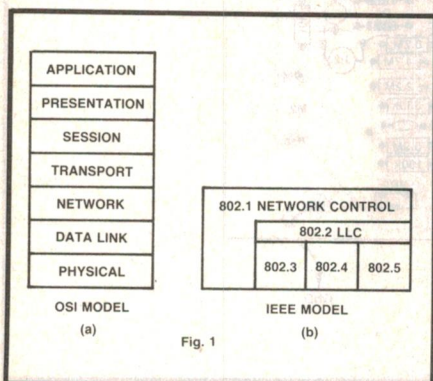 APPLICATION
PRESENTATION
SESSION
TRANSPORT
NETWORK
DATA LINK
PHYSICAL
OSI MODEL
(a)
802.1 NETWORK CONTROL
802.2 LLC
802.3 802.4 802.5
IEEE MODEL
(b)
Fig. 1